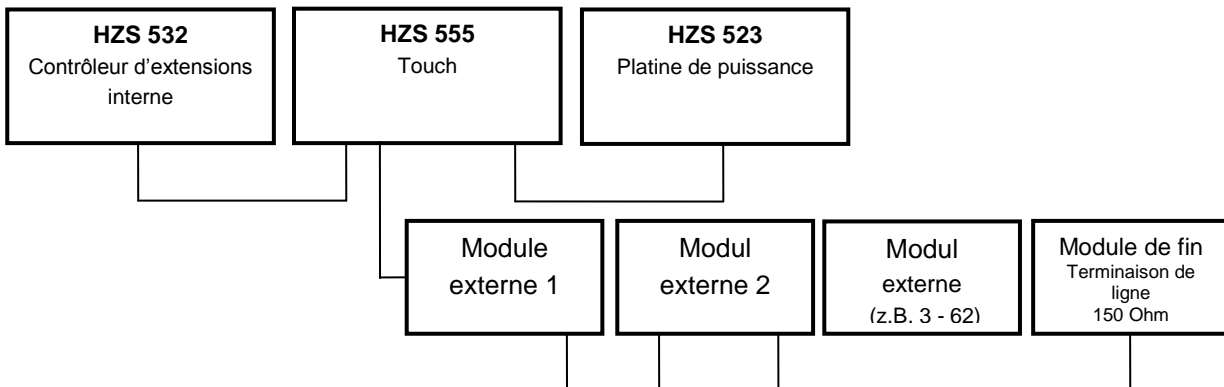 HZS 532
Contrôleur d'extensions
interne
HZS 555
Touch
HZS 523
Platine de puissance
Module
externe 1
Modul
externe 2
Modul
externe
(z.B. 3 - 62)
Module de fin
Terminaison de
ligne
150 Ohm